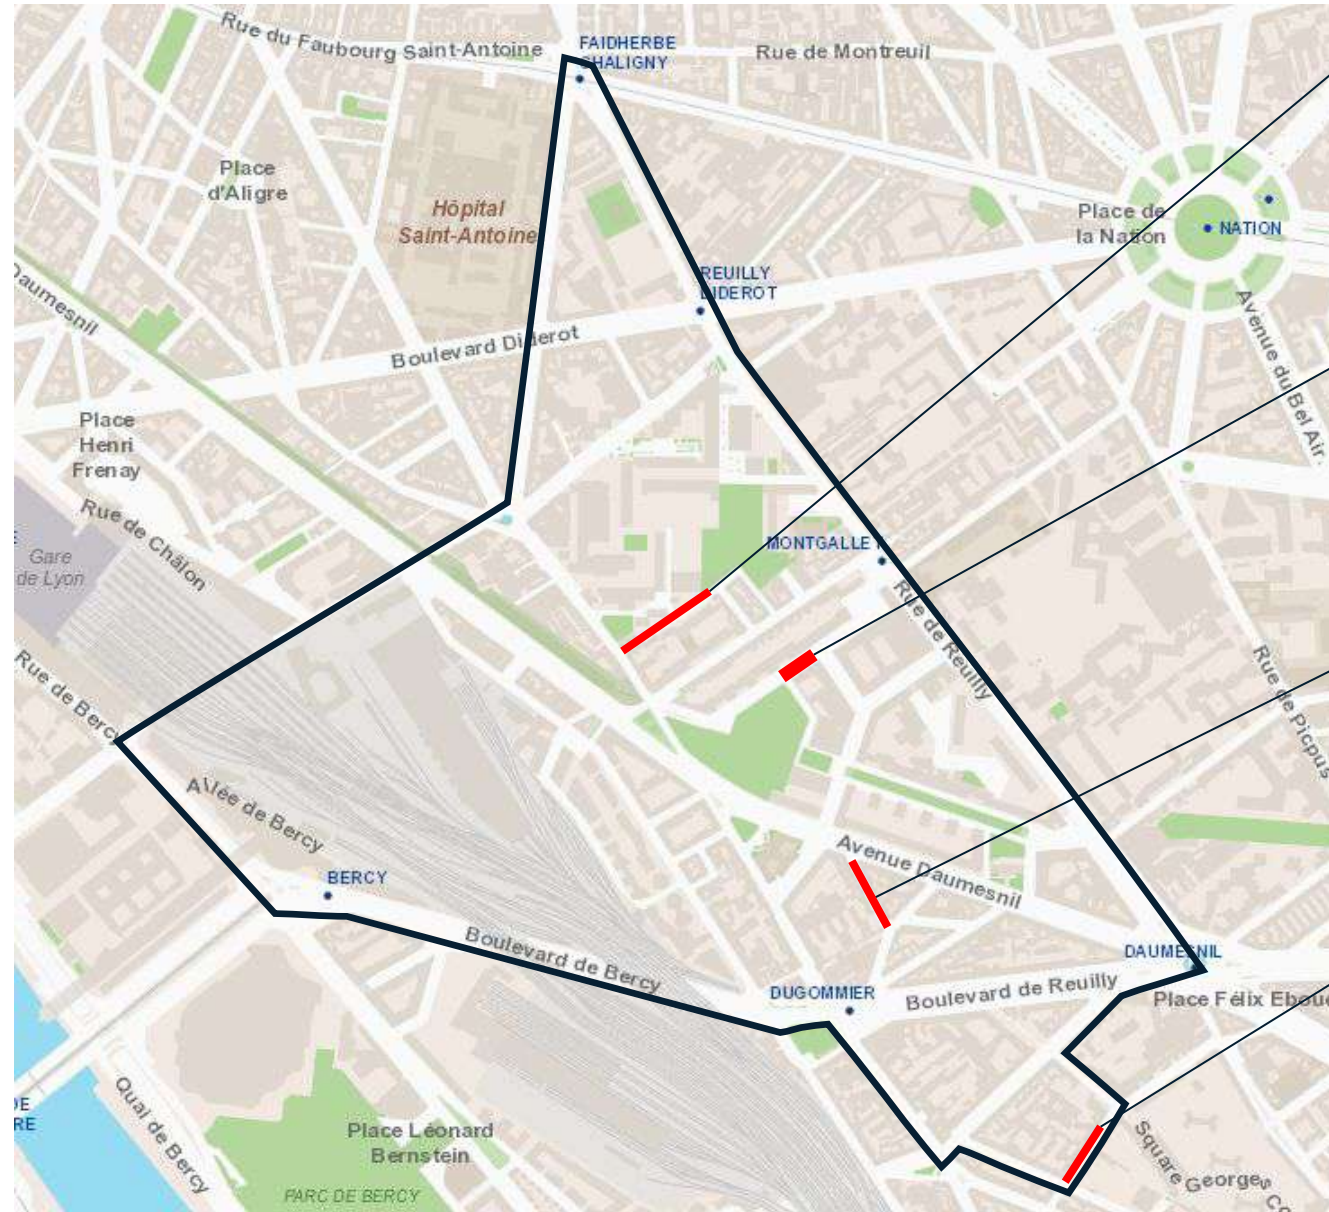 Rue du Faubourg Saint-Antoine
FAIDHERBE
CHALIGNY
Rue de Montreuil
Place
d'Aligre
Hôpital
Saint-Antoine
Place de
la Nation
NATION
Daumesnil
REUILLY
DIDEROT
Boulevard Diderot
Avenue du Bel Air
Place
Henri
Frenay
Rue de Châlon
Gare
de Lyon
MONTGALLET
Rue de Reuilly
Rue de Bercy
Rue de Picpus
Allée de Bercy
Avenue Daumesnil
BERCY
Boulevard de Bercy
DAUMESNIL
DUGOMMIER
Boulevard de Reuilly
Place Félix Eboué
DE
RE
Quai de Bercy
Place Léonard
Bernstein
PARC DE BERCY
Square Georges Co